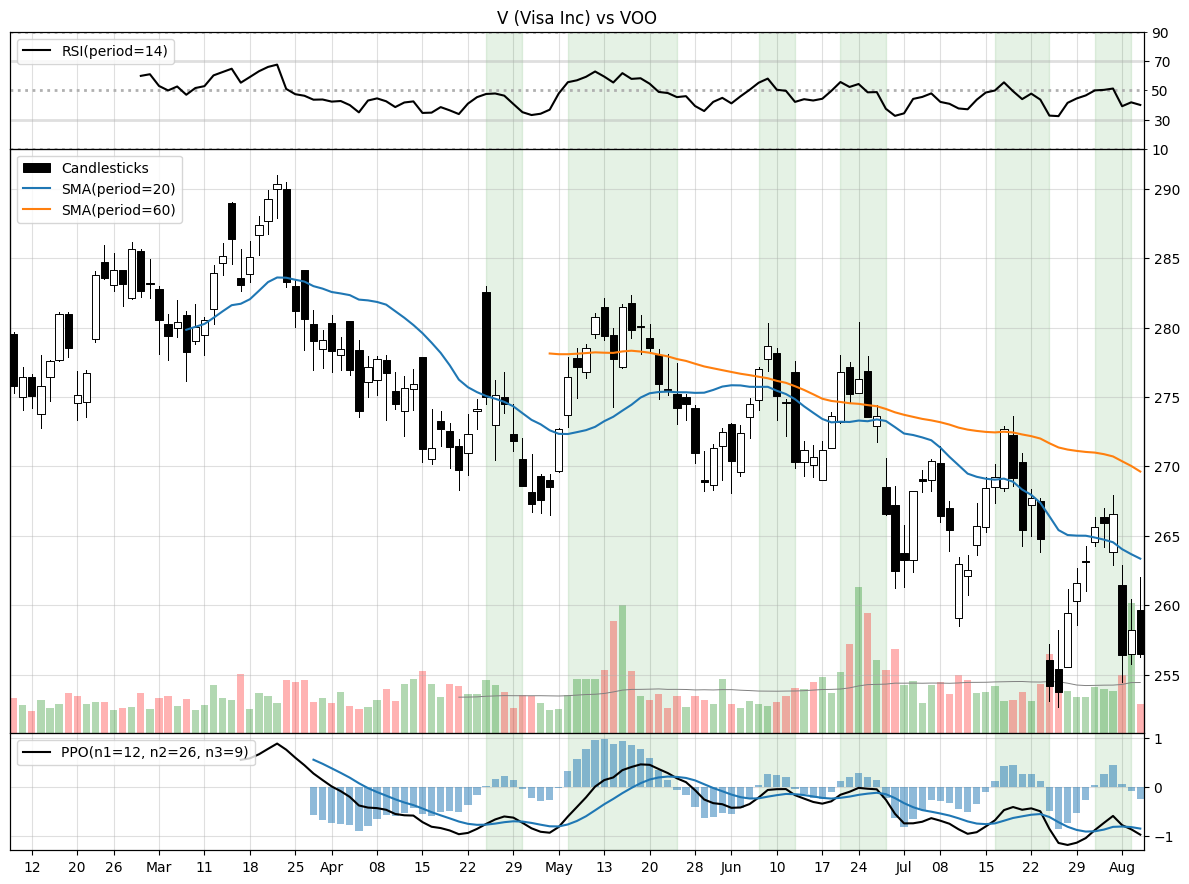 V (Visa Inc) vs VOO
RSI(period=14)
90
70
50
30
10
Candlesticks
SMA(period=20)
SMA(period=60)
290
285
280
275
270
265
260
255
PPO(n1=12, n2=26, n3=9)
1
0
−1
12 20 26 Mar 11 18 25 Apr 08 15 22 29 May 13 20 28 Jun 10 17 24 Jul 08 15 22 29 Aug